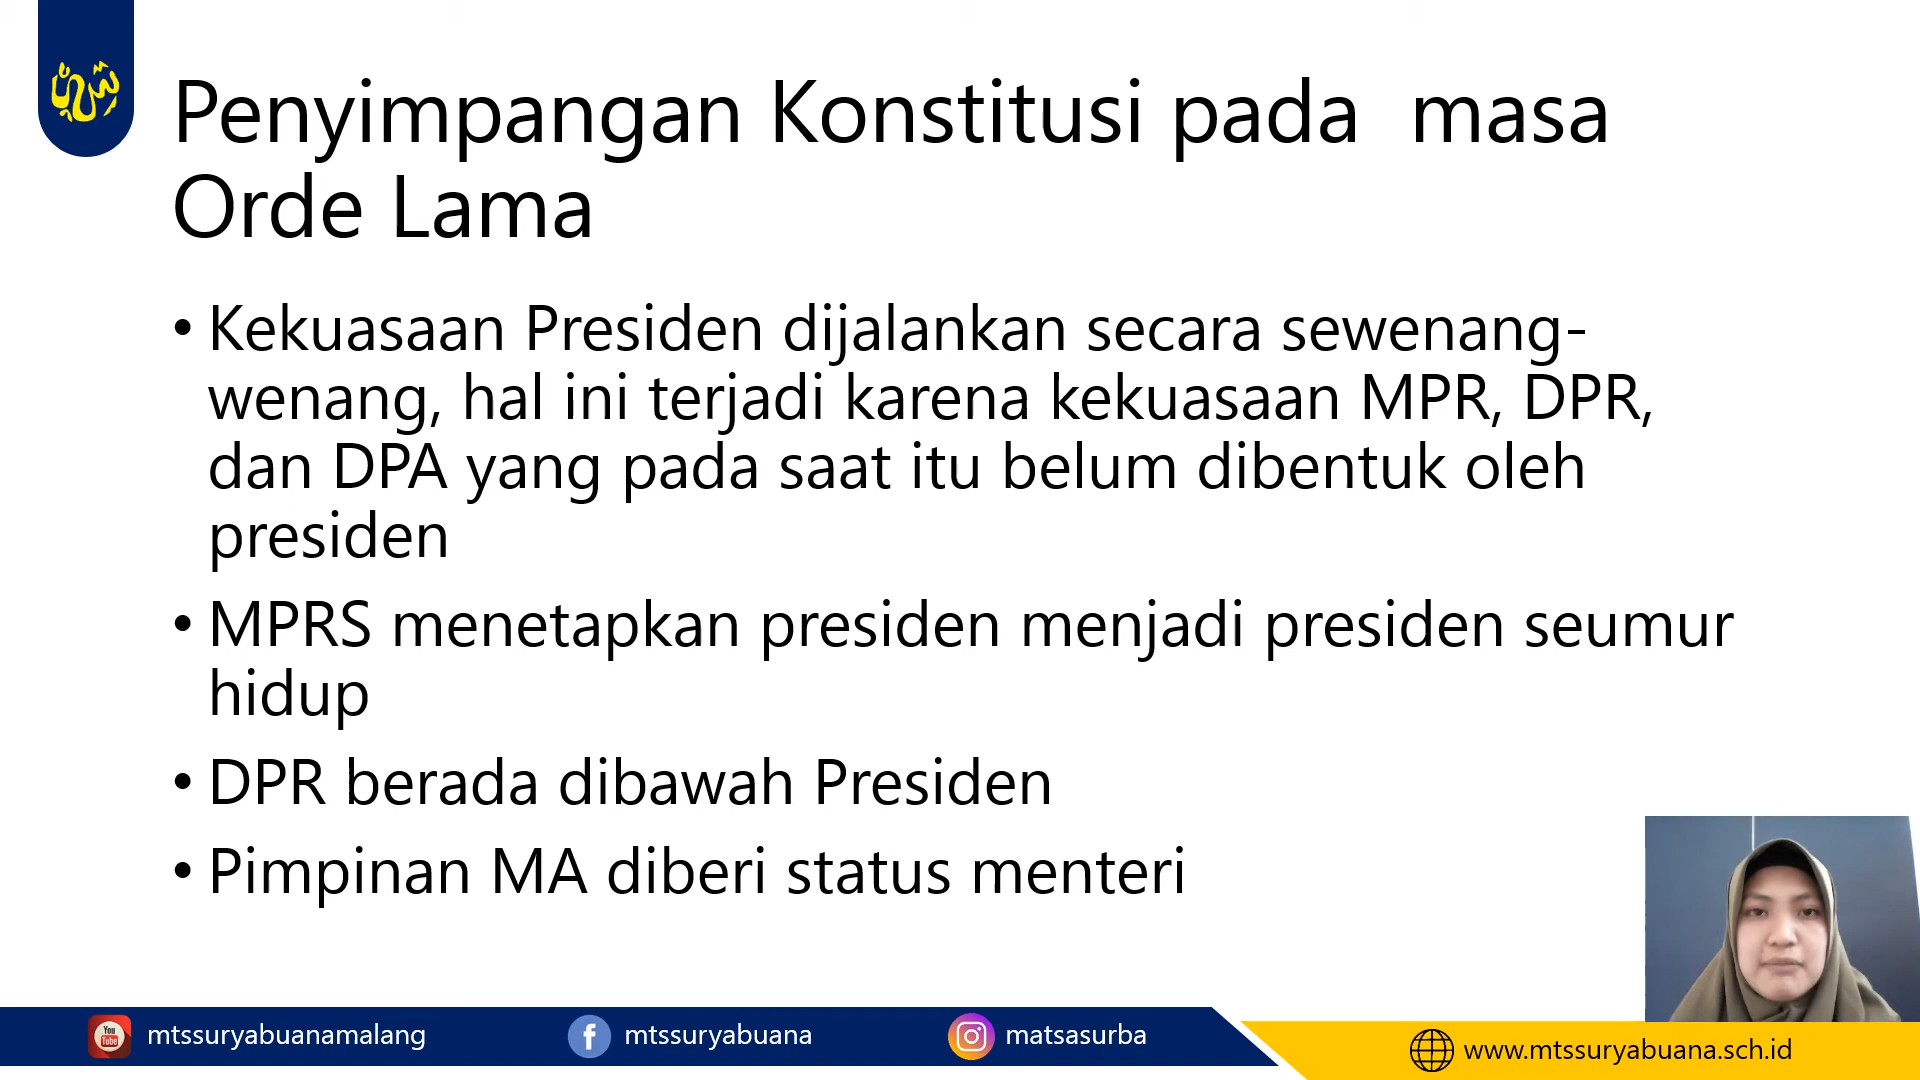 Penyimpangan Konstitusi pada  masa
Orde Lama
• Kekuasaan Presiden dijalankan secara sewenang-
wenang, hal ini terjadi karena kekuasaan MPR, DPR,
dan DPA yang pada saat itu belum dibentuk oleh
presiden
• MPRS menetapkan presiden menjadi presiden seumur
hidup
• DPR berada dibawah Presiden
• Pimpinan MA diberi status menteri
You Tube mtssuryabuanamalang
mtssuryabuana
matsasurba
www.mtssuryabuana.sch.id